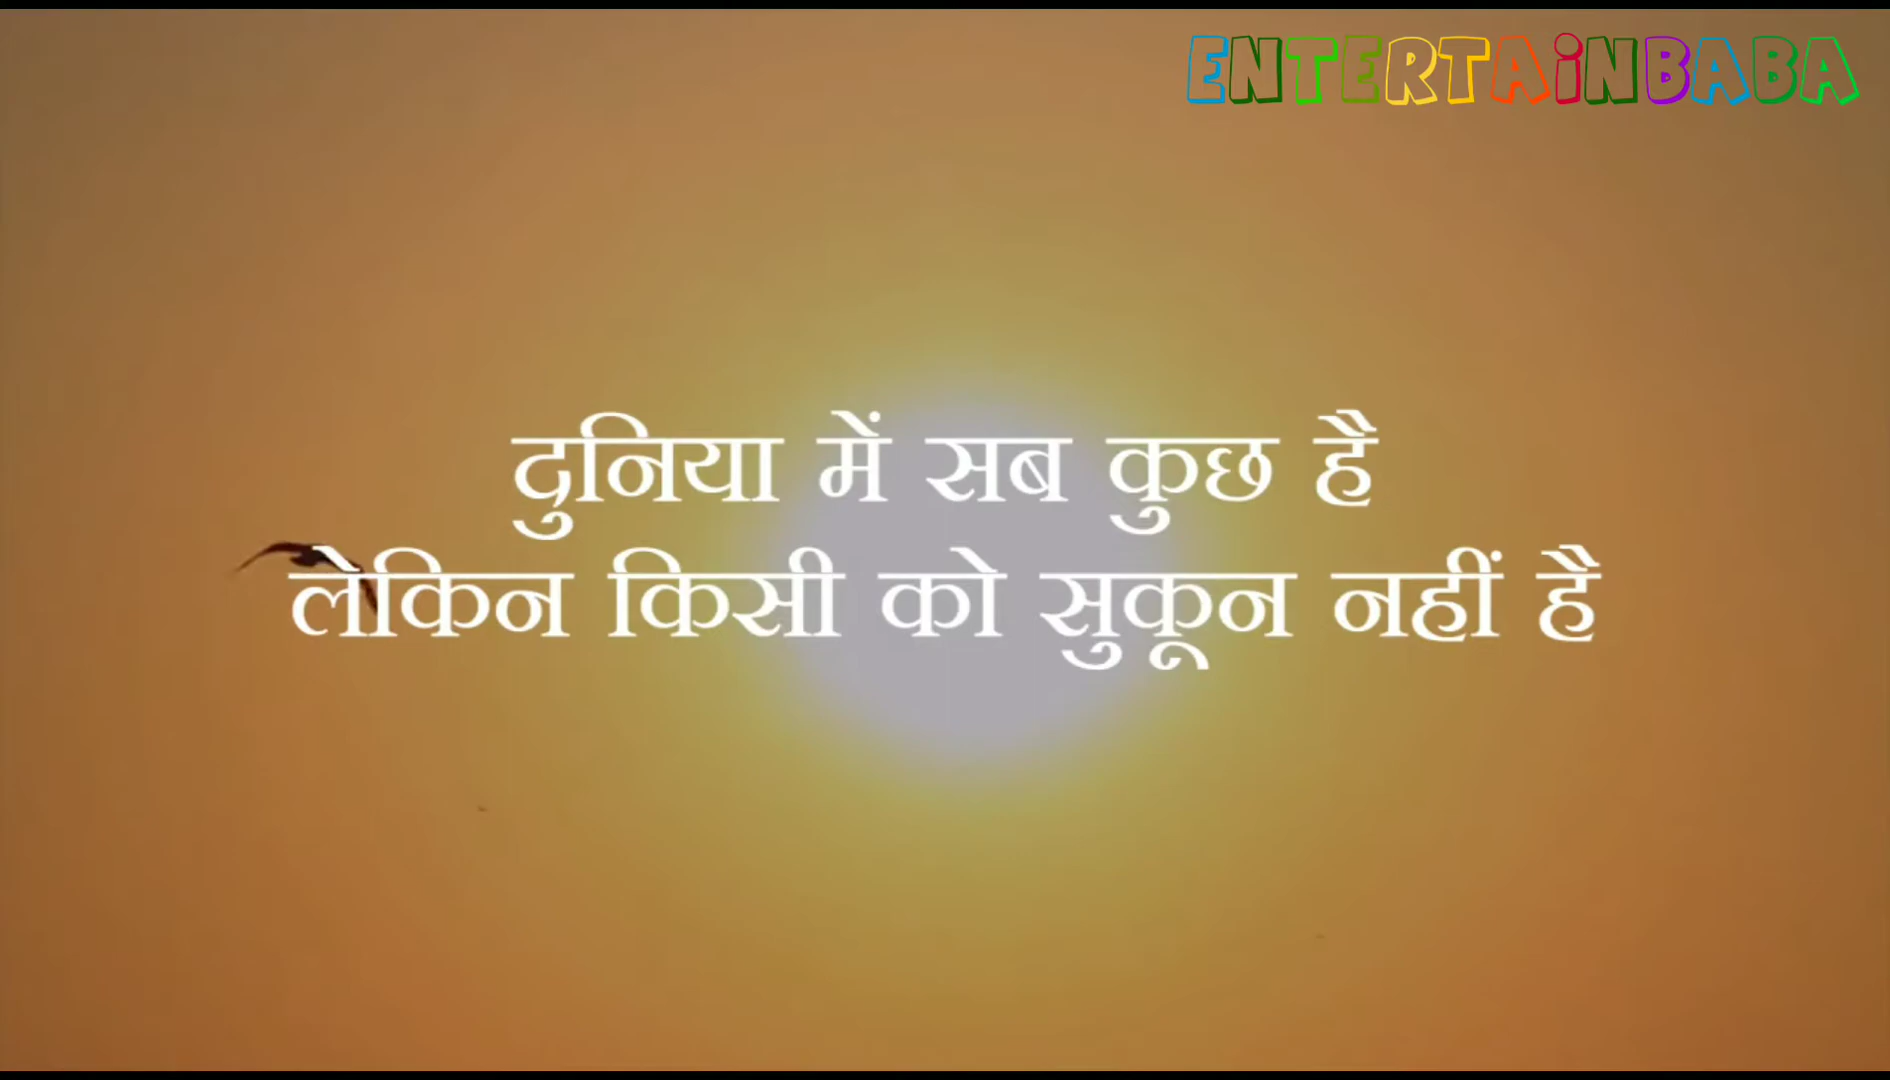 ENTERTAiNBABA
दुनिया में सब कुछ है
लेकिन किसी को सुकून नहीं है